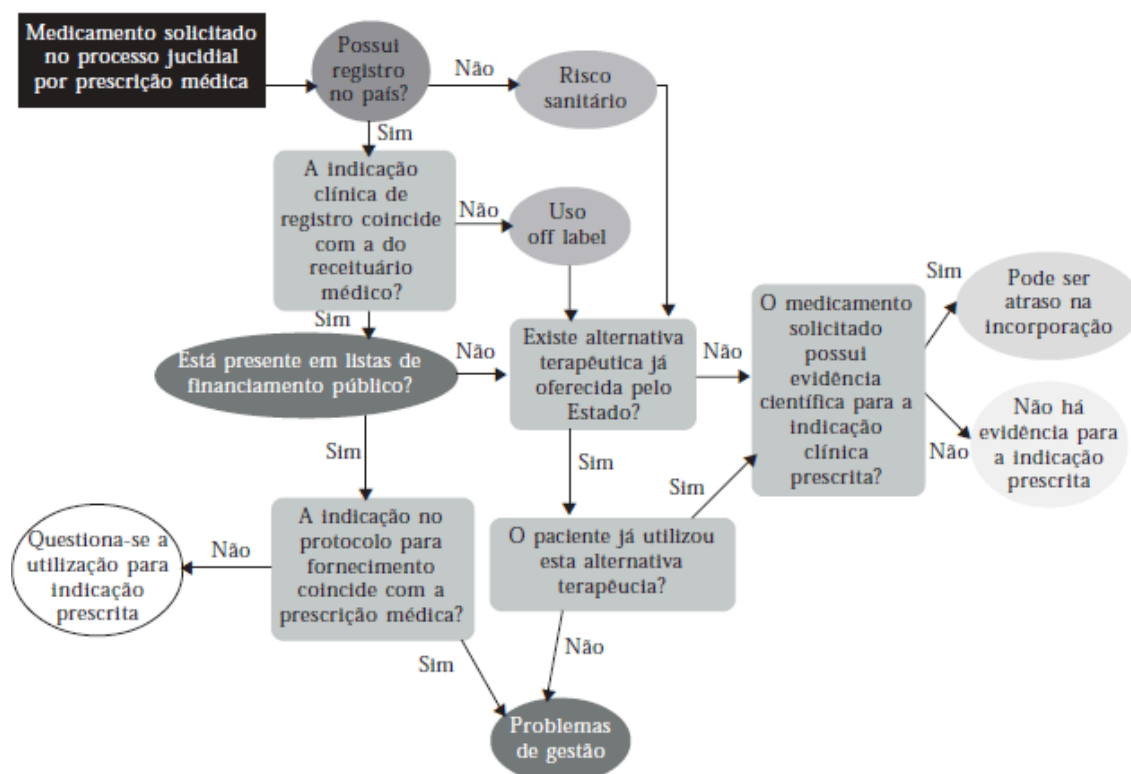 Medicamento solicitado
no processo jucidial
por prescrição médica
Possui
registro
no país?
Não
Risco
sanitário
Sim
A indicação
clínica de
registro coincide
com a do
receituário
médico?
Não
Uso
off label
Sim
Está presente em listas de
financiamento público?
Não
Existe alternativa
terapêutica já
oferecida pelo
Estado?
Não
O medicamento
solicitado
possui
evidência
científica para a
indicação
clínica
prescrita?
Sim
Pode ser
atraso na
incorporação
Não
Não há
evidência para
a indicação
prescrita
Sim
Sim
Sim
A indicação no
protocolo para
fornecimento
coincide com a
prescrição médica?
Não
Questiona-se a
utilização para
indicação
prescrita
O paciente já utilizou
esta alternativa
terapêucia?
Sim
Não
Problemas
de gestão